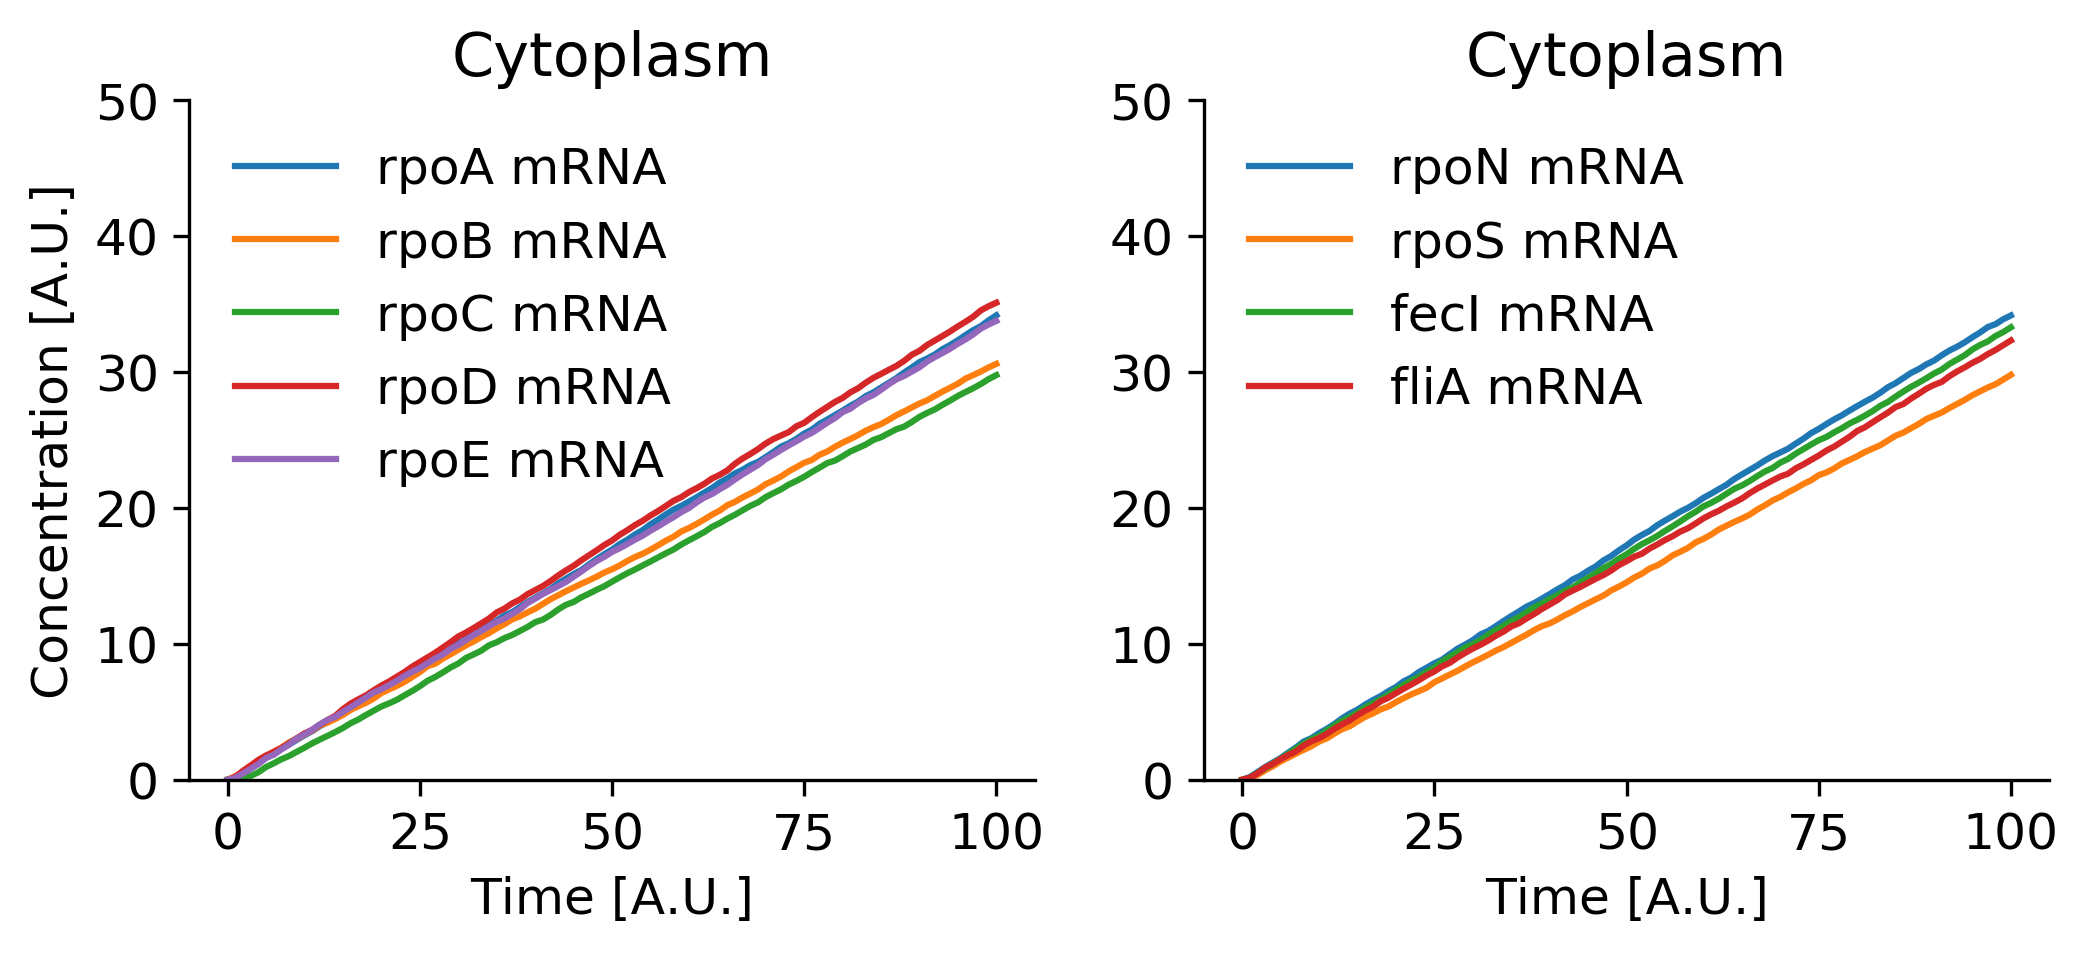 Cytoplasm
Concentration [A.U.]
50
40
30
20
10
0
rpoA mRNA
rpoB mRNA
rpoC mRNA
rpoD mRNA
rpoE mRNA
0 25 50 75 100
Time [A.U.]
Cytoplasm
50
40
30
20
10
0
rpoN mRNA
rpoS mRNA
fecI mRNA
fliA mRNA
0 25 50 75 100
Time [A.U.]